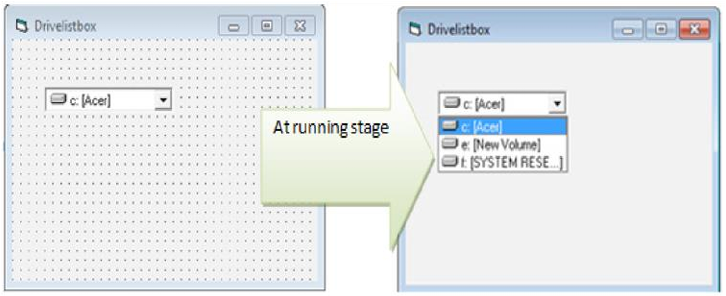 Drivelistbox
c: [Acer]
At running stage
Drivelistbox
c: [Acer]
c: [Acer]
e: [New Volume]
f: [SYSTEM RESE...]